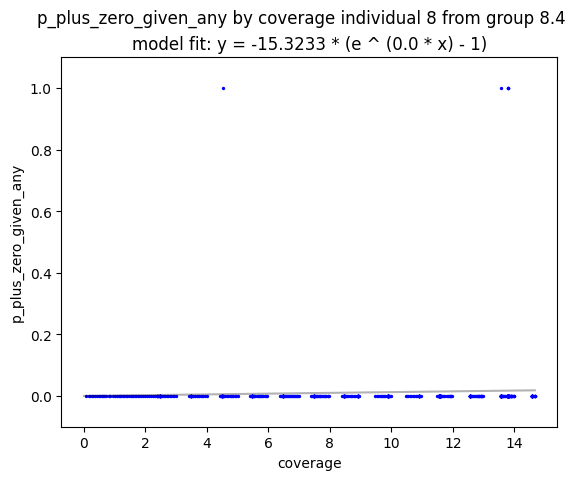 p_plus_zero_given_any by coverage individual 8 from group 8.4
model fit: y = -15.3233 * (e ^ (0.0 * x) - 1)
p_plus_zero_given_any
1.0
0.8
0.6
0.4
0.2
0.0
0 2 4 6 8 10 12 14
coverage